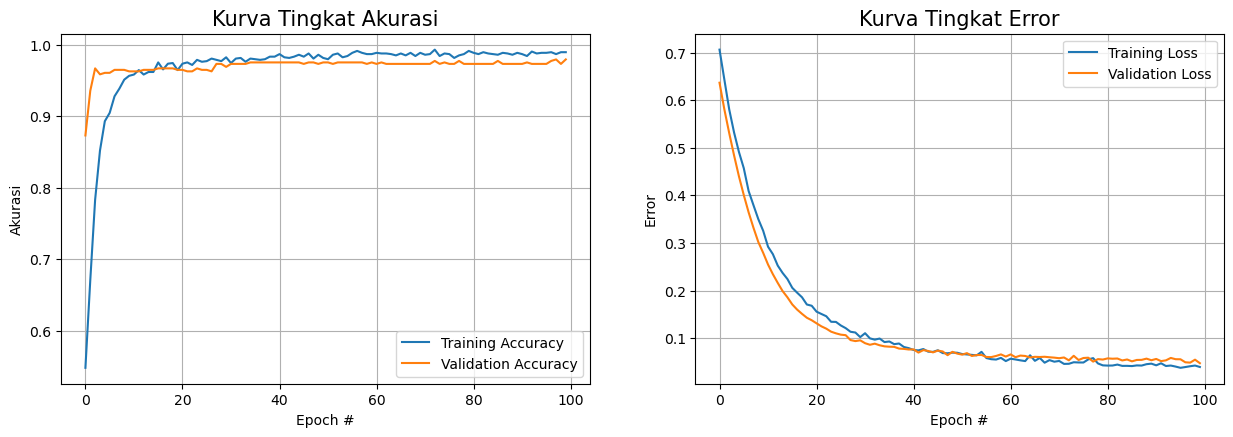 Kurva Tingkat Akurasi
1.0
0.9
0.8
0.7
0.6
Akurasi
0 20 40 60 80 100
Epoch #
Training Accuracy
Validation Accuracy
Kurva Tingkat Error
0.7
0.6
0.5
0.4
0.3
0.2
0.1
Error
0 20 40 60 80 100
Epoch #
Training Loss
Validation Loss